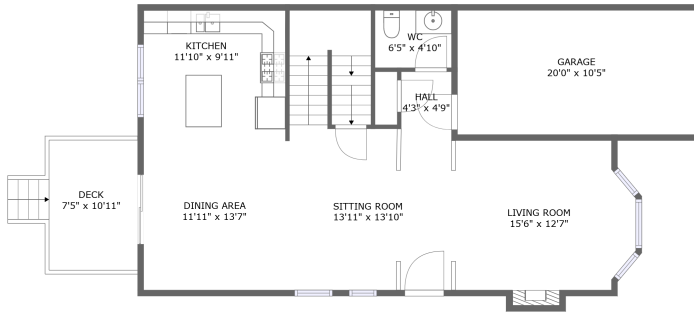 KITCHEN
11'10" x 9'11"
WC
6'5" x 4'10"
GARAGE
20'0" x 10'5"
HALL
4'3" x 4'9"
DECK
7'5" x 10'11"
DINING AREA
11'11" x 13'7"
SITTING ROOM
13'11" x 13'10"
LIVING ROOM
15'6" x 12'7"